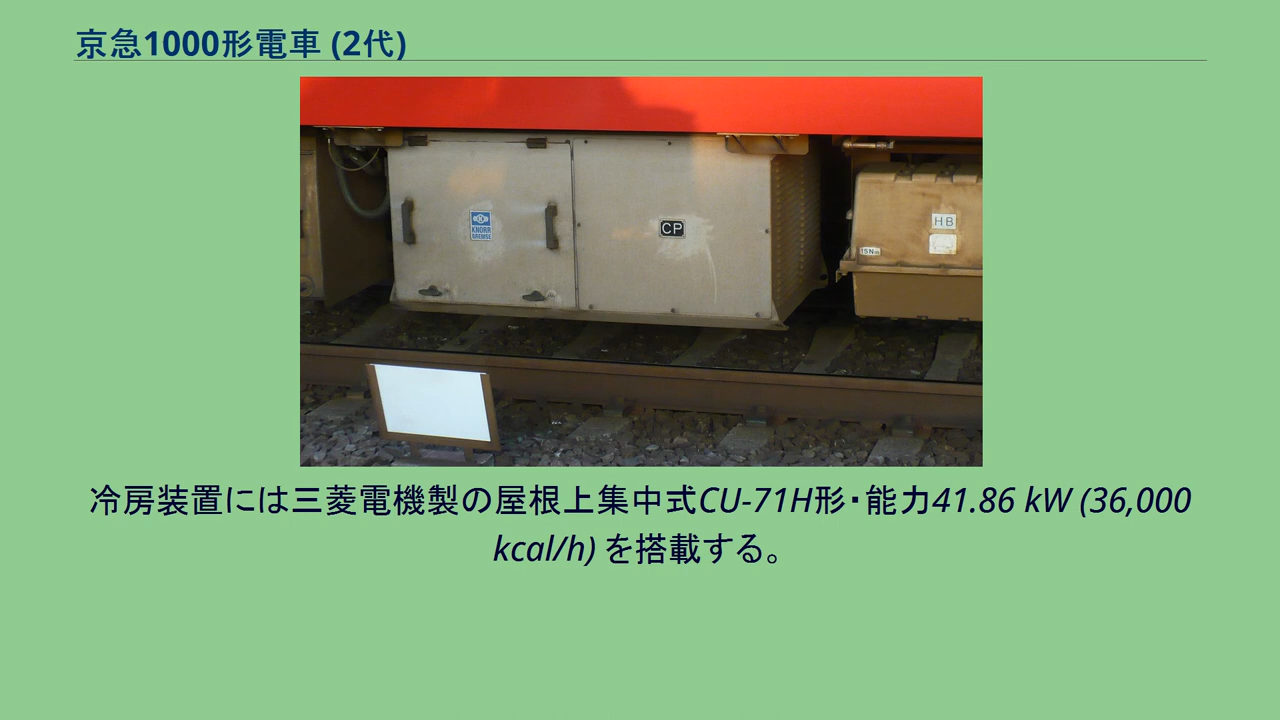 京急1000形電車 (2代)
KNORR
BREMSE
CP
HB
15Nm
冷房装置には三菱電機製の屋根上集中式CU-71H形・能力41.86 kW (36,000
kcal/h) を搭載する。